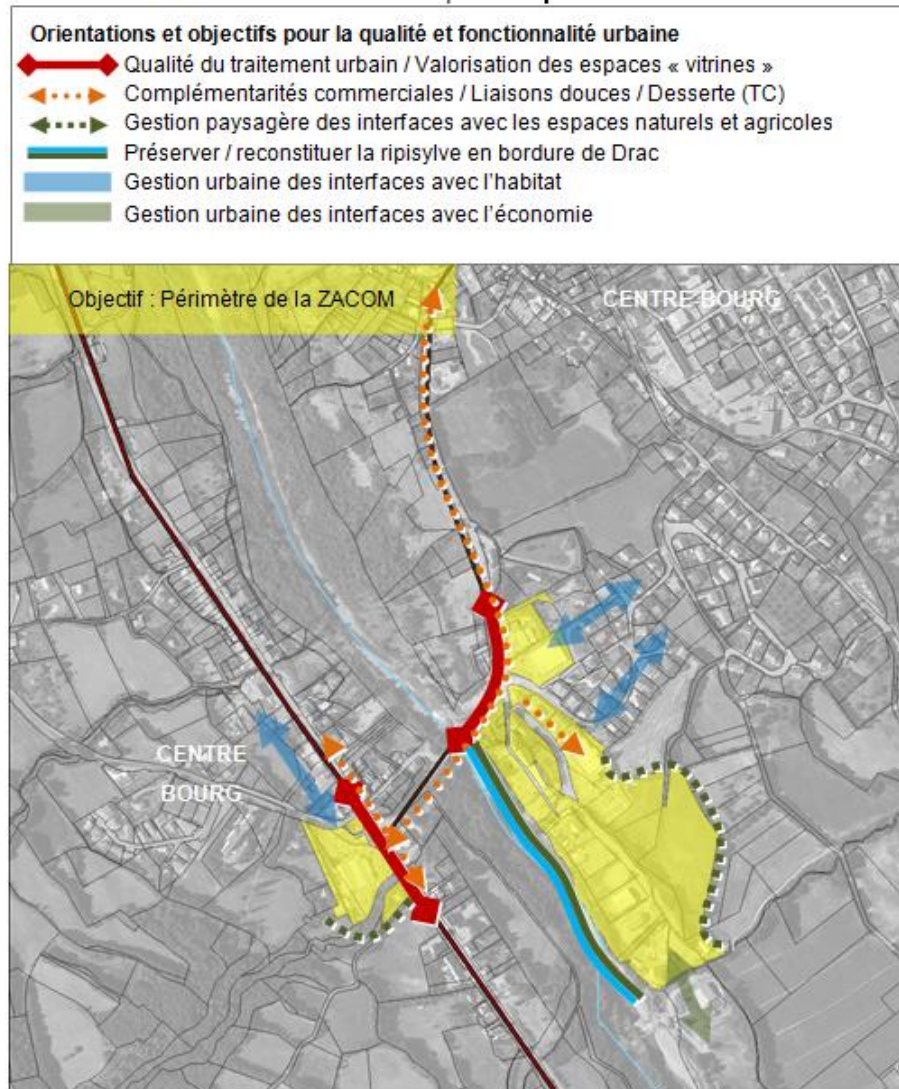 Orientations et objectifs pour la qualité et fonctionnalité urbaine
Qualité du traitement urbain / Valorisation des espaces « vitrines »
Complémentarités commerciales / Liaisons douces / Desserte (TC)
Gestion paysagère des interfaces avec les espaces naturels et agricoles
Préserver / reconstituer la ripisylve en bordure de Drac
Gestion urbaine des interfaces avec l'habitat
Gestion urbaine des interfaces avec l'économie
Objectif : Périmètre de la ZACOM
CENTRE-BOURG
CENTRE
BOURG